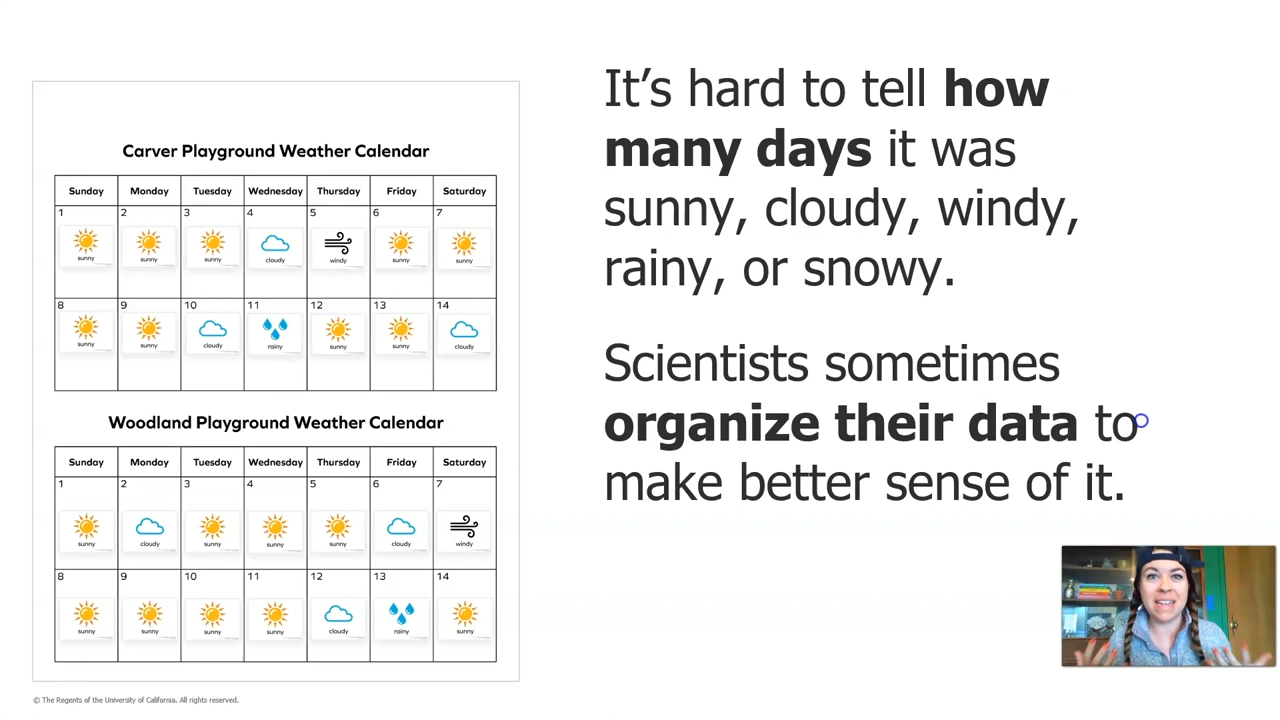 Carver Playground Weather Calendar
Sunday Monday Tuesday Wednesday Thursday Friday Saturday
1 2 3 4 5 6 7
sunny sunny sunny cloudy windy sunny sunny
8 9 10 11 12 13 14
sunny sunny cloudy rainy sunny sunny cloudy
Woodland Playground Weather Calendar
Sunday Monday Tuesday Wednesday Thursday Friday Saturday
1 2 3 4 5 6 7
sunny cloudy sunny sunny sunny cloudy windy
8 9 10 11 12 13 14
sunny sunny sunny sunny cloudy rainy sunny
© The Regents of the University of California. All rights reserved.
It’s hard to tell how
many days it was
sunny, cloudy, windy,
rainy, or snowy.
Scientists sometimes
organize their data to
make better sense of it.